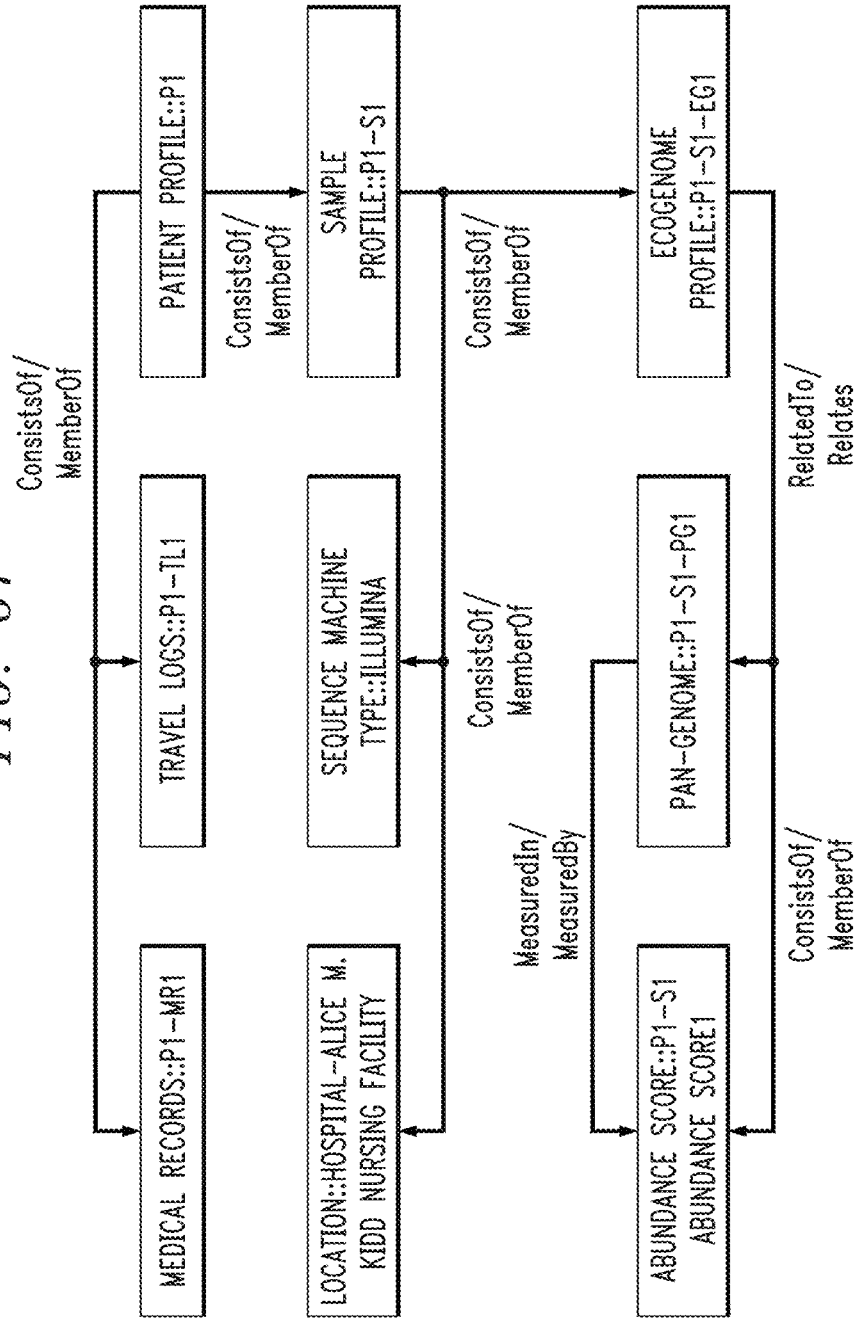 FIG.
ConsistsOf/
MemberOf
MEDICAL RECORDS::P1-MR1
TRAVEL LOGS::P1-TL1
PATIENT PROFILE::P1
ConsistsOf/
MemberOf
LOCATION::HOSPITAL-ALICE M.
KIDD NURSING FACILITY
SEQUENCE MACHINE
TYPE::ILLUMINA
SAMPLE
PROFILE::P1-S1
ConsistsOf/
MemberOf
ConsistsOf/
MemberOf
MeasuredIn/
MeasuredBy
ABUNDANCE SCORE::P1-S1
ABUNDANCE SCORE1
PAN-GENOME::P1-S1-PG1
ECOGENOME
PROFILE::P1-S1-EG1
ConsistsOf/
MemberOf
RelatedTo/
Relates